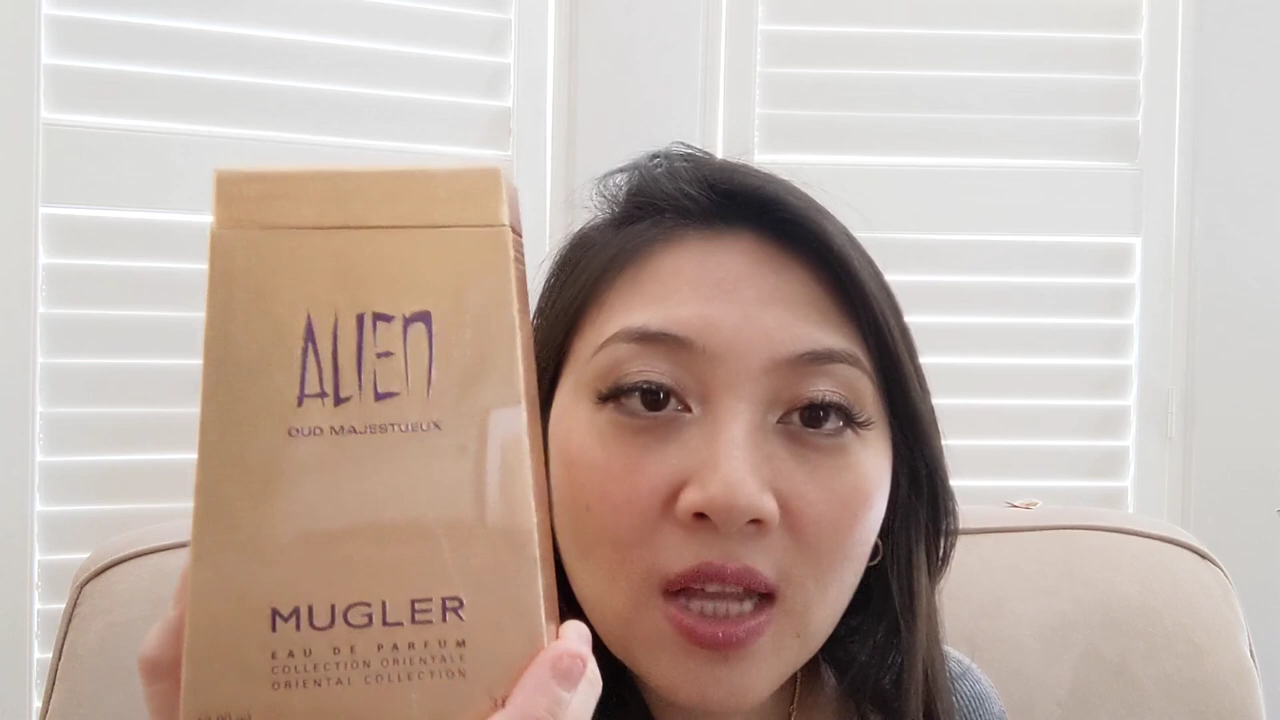 ALIEN
OUD MAJESTUEUX
MUGLER
EAU DE PARFUM
COLLECTION ORIENTALE
ORIENTAL COLLECTION